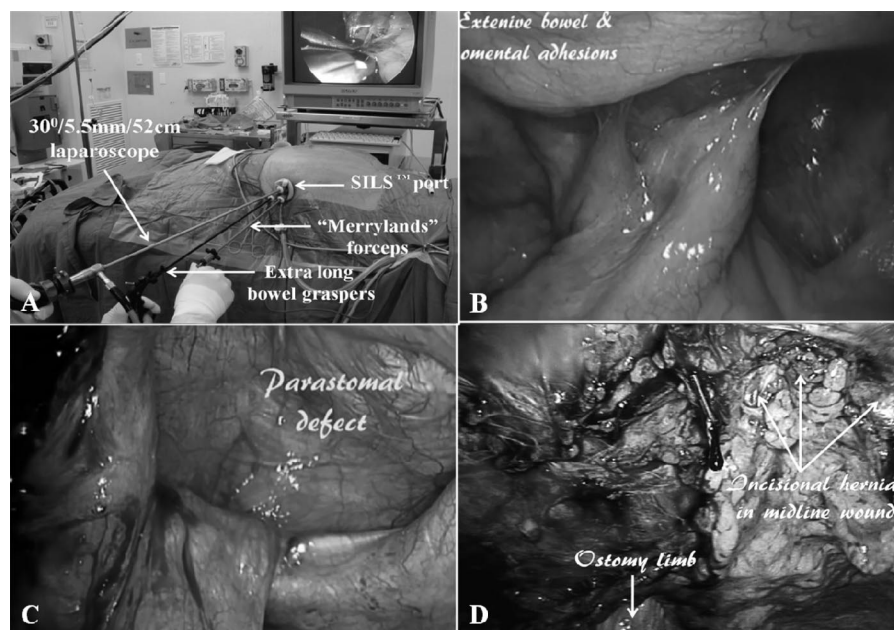 30⁰/5.5mm/52cm
laparoscope
SILS™ port
“Merrylands”
forceps
Extra long
bowel graspers
A
Extenive bowel &
omental adhesions
B
Parastomal
defect
C
Incisional hernia
in midline wound
Ostomy limb
D